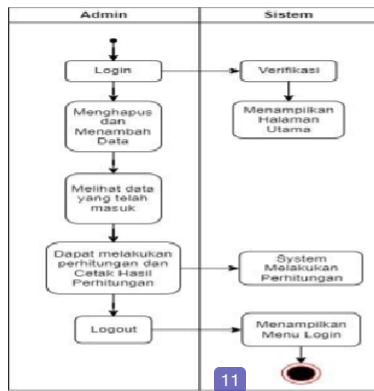 Admin
Sistem
Login
Verifikasi
Menghapus
dan
Menambah
Data
Menampilkan
Halaman
Utama
Melihat data
yang telah
masuk
Dapat melakukan
perhitungan dan
Cetak Hasil
Perhitungan
System
Melakukan
Perhitungan
Logout
Menampilkan
Menu Login
11